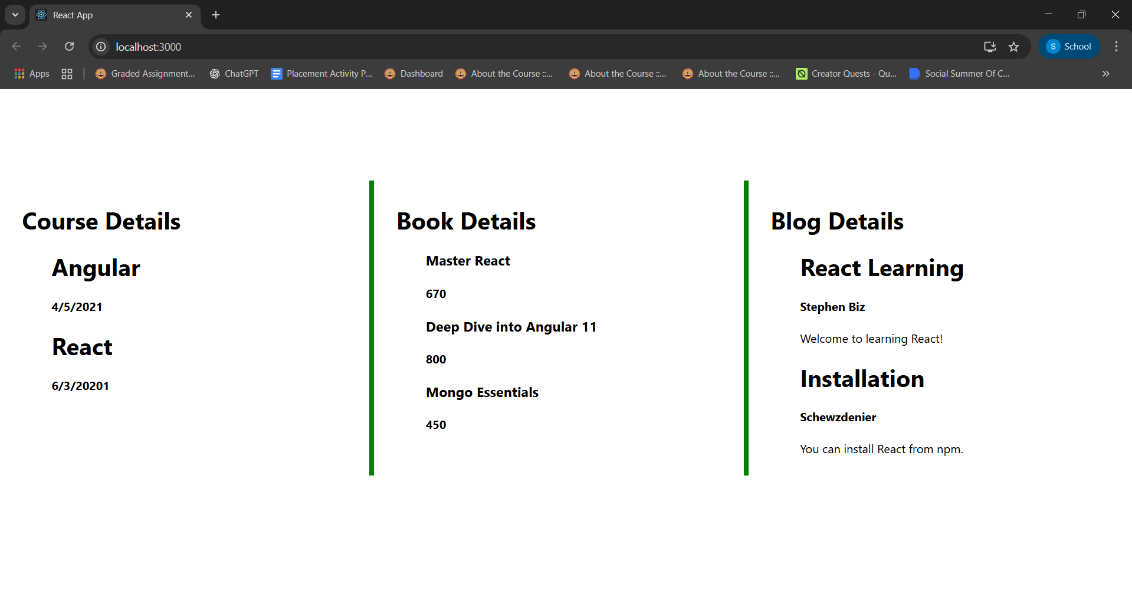 React App
localhost:3000
School
Apps
Graded Assignment...
ChatGPT
Placement Activity P...
Dashboard
About the Course ::...
About the Course ::...
About the Course ::...
Creator Quests - Qu...
Social Summer Of C...
Course Details
Angular
4/5/2021
React
6/3/20201
Book Details
Master React
670
Deep Dive into Angular 11
800
Mongo Essentials
450
Blog Details
React Learning
Stephen Biz
Welcome to learning React!
Installation
Schewzdenier
You can install React from npm.